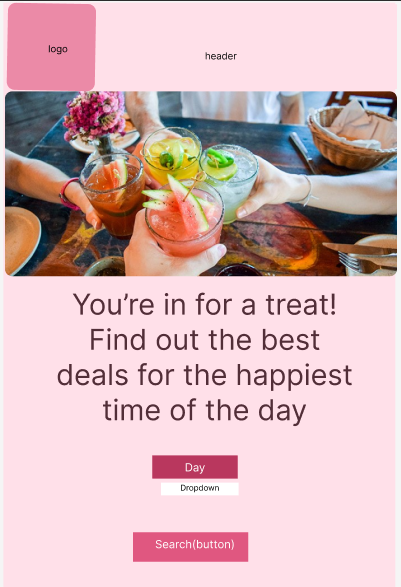 logo
header
You’re in for a treat!
Find out the best
deals for the happiest
time of the day
Day
Dropdown
Search(button)